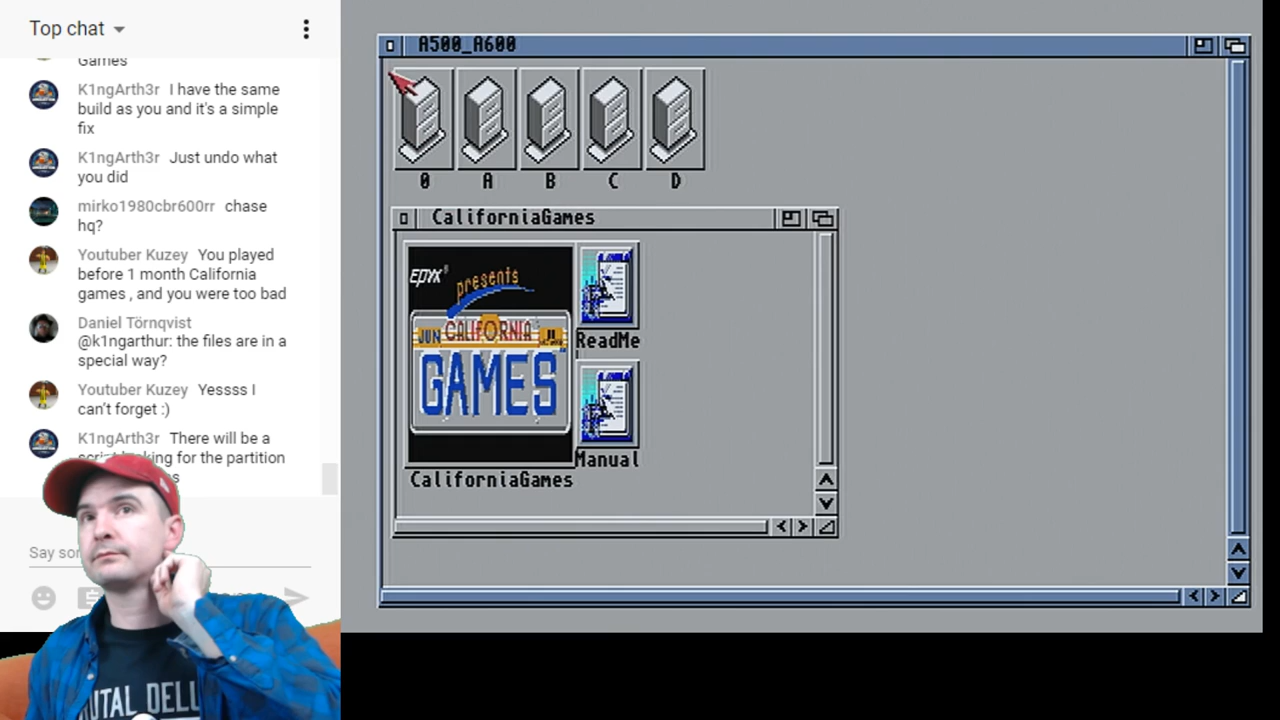 Top chat
Games
K1ngArth3r I have the same
build as you and it's a simple
fix
K1ngArth3r Just undo what
you did
mirko1980cbr600rr chase
hq?
Youtuber Kuzey You played
before 1 month California
games , and you were too bad
Daniel Törnqvist
@k1ngarthur: the files are in a
special way?
Youtuber Kuzey Yessss I
can't forget :)
K1ngArth3r There will be a
for the partition
Say
A500_A600
0 A B C D
CaliforniaGames
EPYX® presents
JUN CALIFORNIA
GAMES
ReadMe
Manual
CaliforniaGames